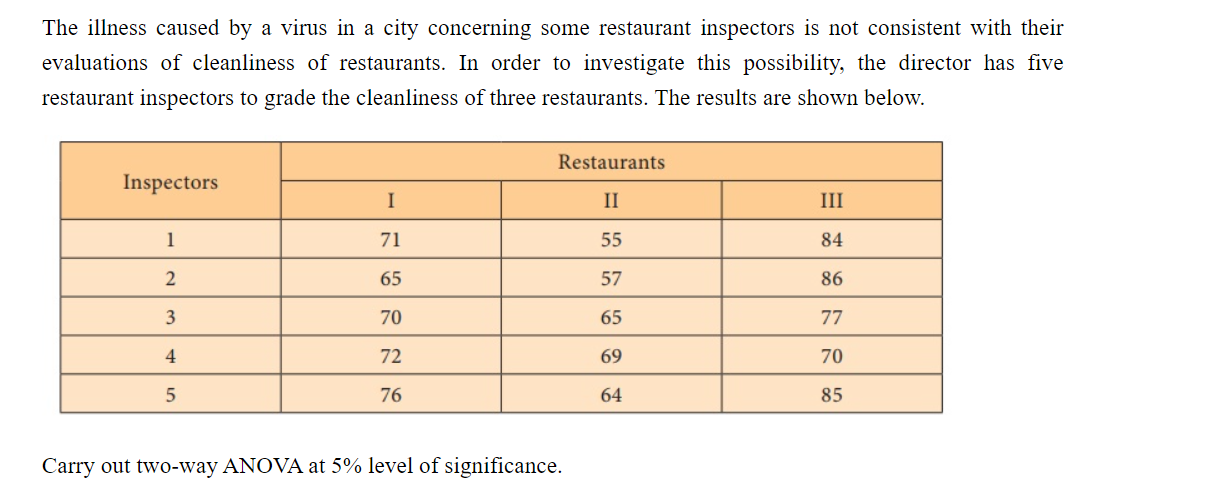 The illness caused by a virus in a city concerning some restaurant inspectors is not consistent with their
evaluations of cleanliness of restaurants. In order to investigate this possibility, the director has five
restaurant inspectors to grade the cleanliness of three restaurants. The results are shown below.
Inspectors Restaurants
I II III
1 71 55 84
2 65 57 86
3 70 65 77
4 72 69 70
5 76 64 85
Carry out two-way ANOVA at 5% level of significance.